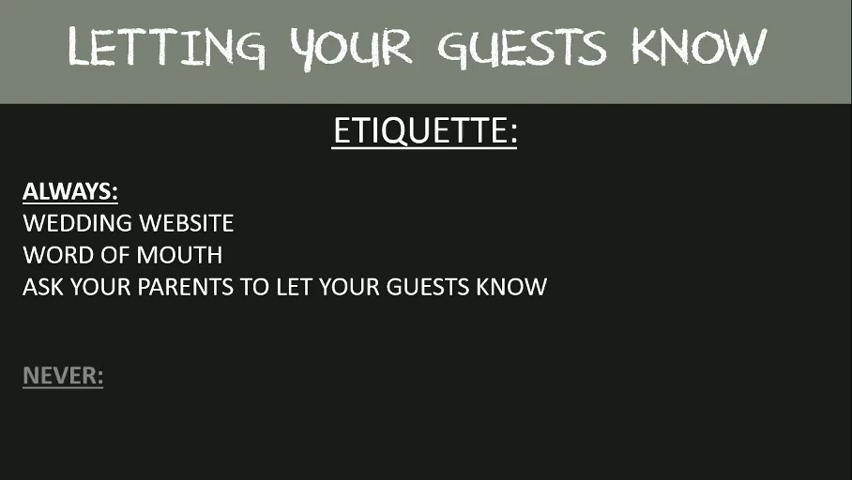 LETTING YOUR GUESTS KNOW
ETIQUETTE:
ALWAYS:
WEDDING WEBSITE
WORD OF MOUTH
ASK YOUR PARENTS TO LET YOUR GUESTS KNOW
NEVER: